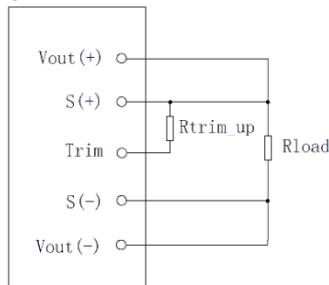 Vout(+)
S(+)
Rtrim_up
Trim
Rload
S(-)
Vout(-)